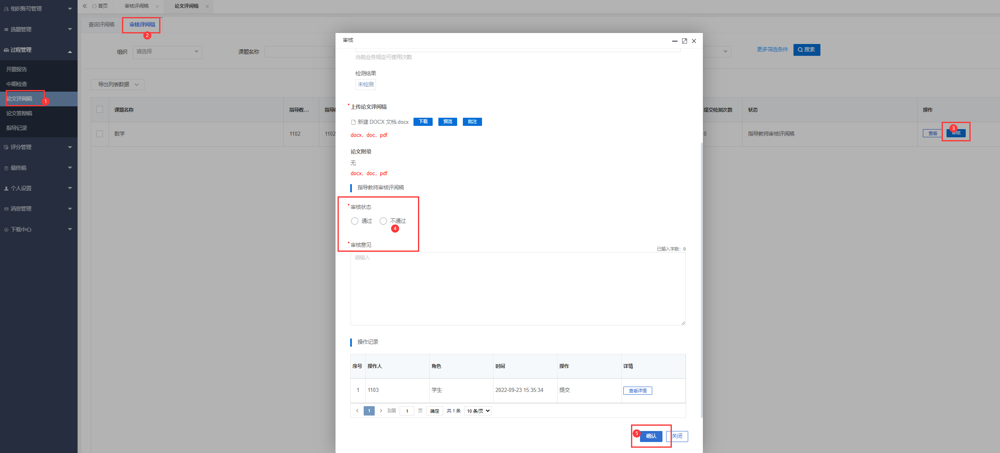 组织账号管理
选题管理
过程管理
开题报告
中期检查
论文评阅稿
1
论文答辩稿
指导记录
评分管理
最终稿
个人设置
消息管理
下载中心
首页
审核评阅稿
论文评阅稿
查询评阅稿
审核评阅稿
2
组织
请选择
课题名称
更多筛选条件
搜索
导出列表数据
课题名称
指导教...
指导
提交检测次数
状态
操作
数学
1102
1102
0
指导教师审核评阅稿
查看
审核
3
审核
当前业务规定可使用次数
检测结果
未检测
*上传论文评阅稿
新建 DOCX 文档.docx
下载
预览
批注
docx, doc, pdf
论文附录
无
docx, doc, pdf
指导教师审核评阅稿
*审核状态
通过
不通过
4
*审核意见
已输入字数: 0
请输入
操作记录
序号 操作人 角色 时间 操作 详情
1 1103 学生 2022-09-23 15:35:34 提交 查看详情
1 到第 1 页 确定 共 1 条 10 条/页
5
确认
关闭